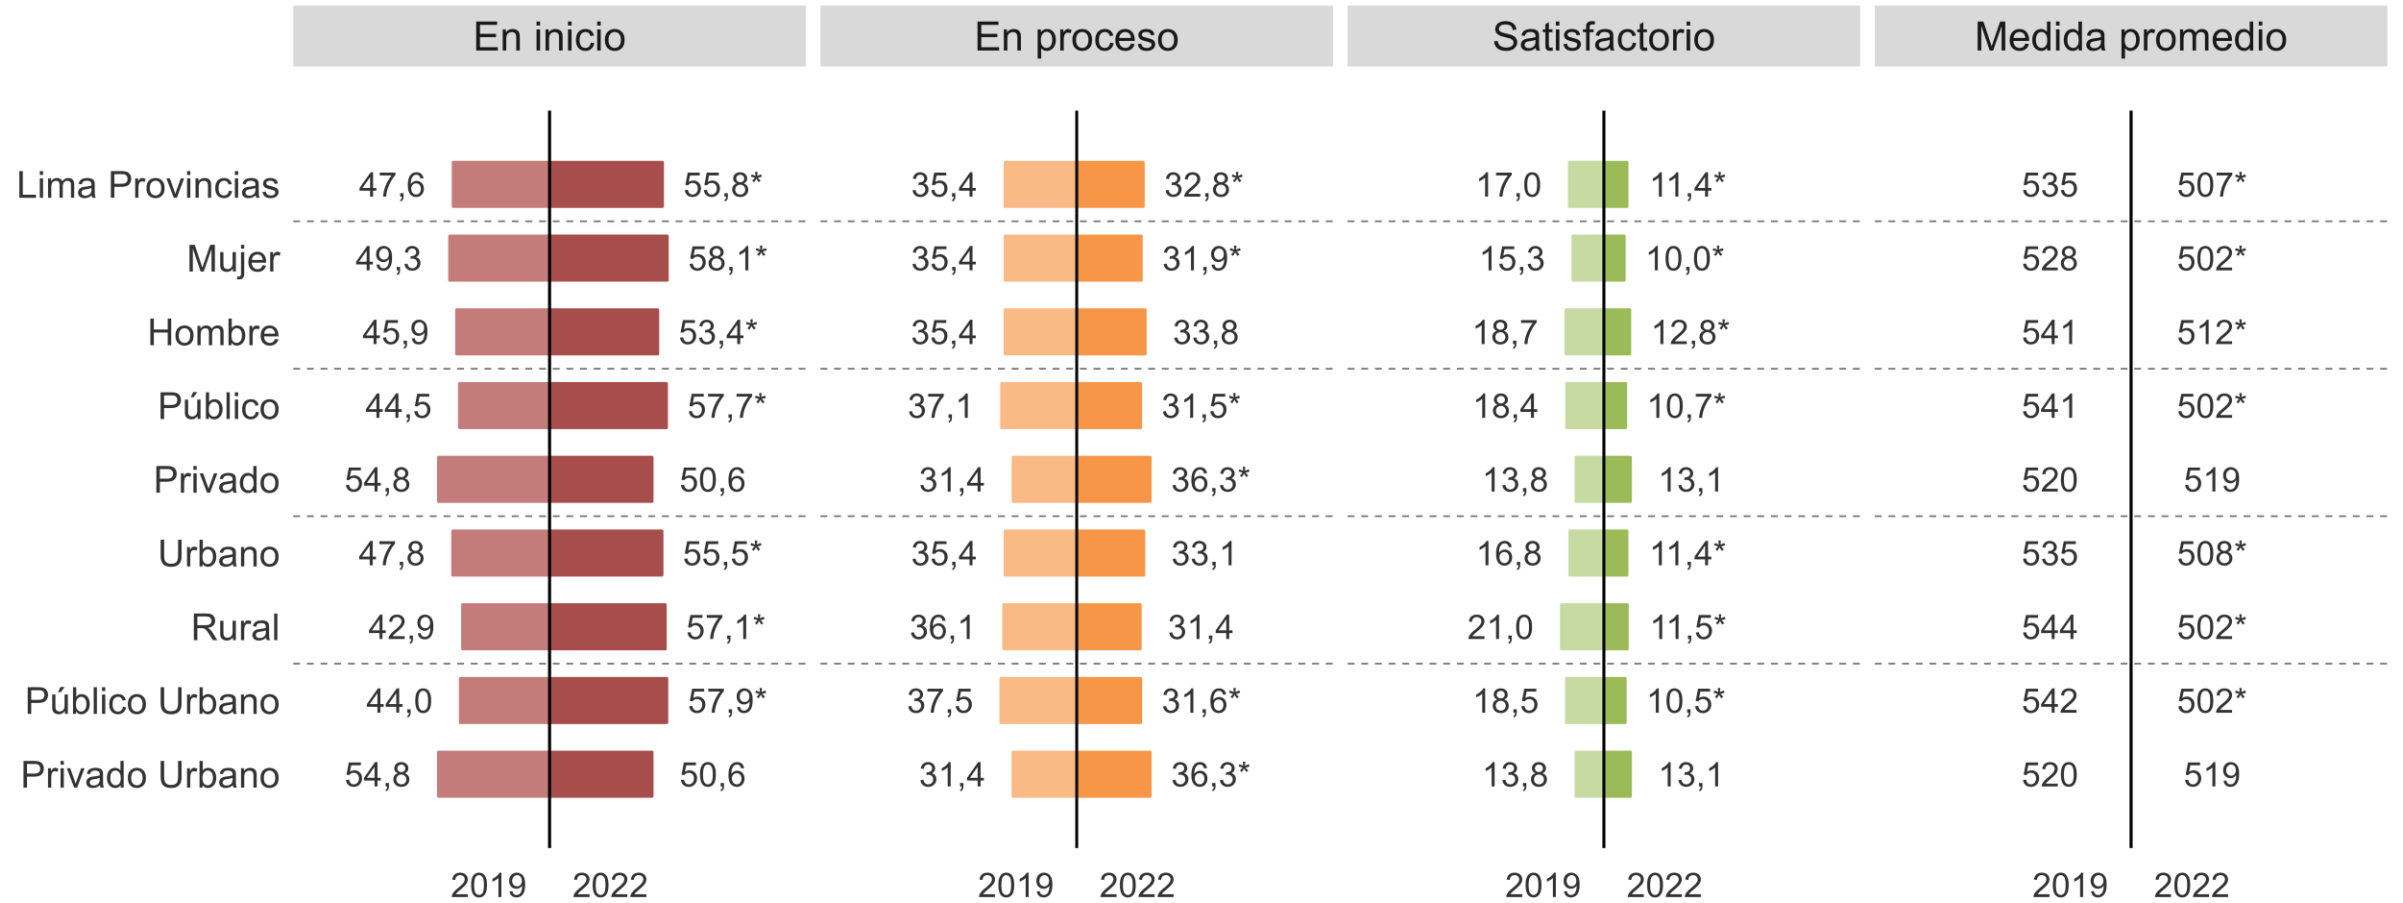 En inicio En proceso Satisfactorio Medida promedio
Lima Provincias 47,6 55,8* 35,4 32,8* 17,0 11,4* 535 507*
Mujer 49,3 58,1* 35,4 31,9* 15,3 10,0* 528 502*
Hombre 45,9 53,4* 35,4 33,8 18,7 12,8* 541 512*
Público 44,5 57,7* 37,1 31,5* 18,4 10,7* 541 502*
Privado 54,8 50,6 31,4 36,3* 13,8 13,1 520 519
Urbano 47,8 55,5* 35,4 33,1 16,8 11,4* 535 508*
Rural 42,9 57,1* 36,1 31,4 21,0 11,5* 544 502*
Público Urbano 44,0 57,9* 37,5 31,6* 18,5 10,5* 542 502*
Privado Urbano 54,8 50,6 31,4 36,3* 13,8 13,1 520 519
2019 2022 2019 2022 2019 2022 2019 2022